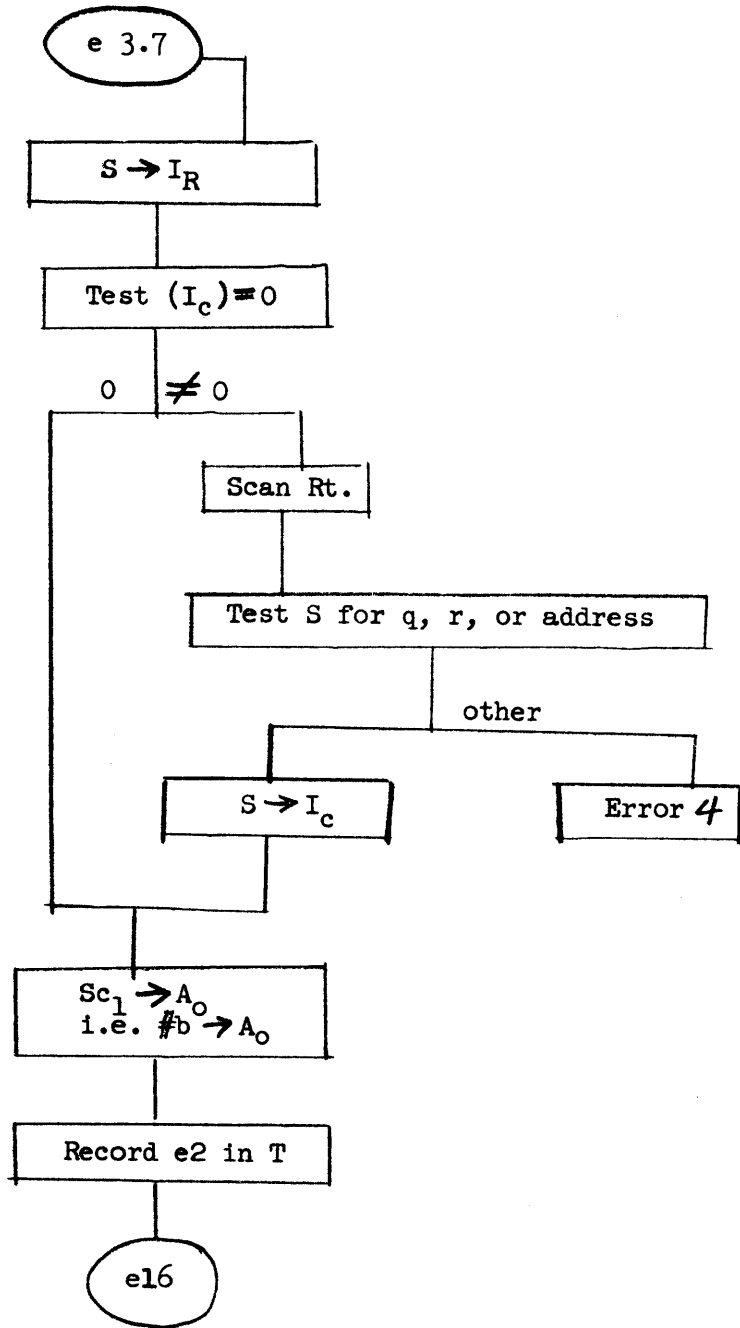 e 3.7
S → I_R
Test (I_c)=0
0 ≠ 0
Scan Rt.
Test S for q, r, or address
other
S → I_c
Error 4
Sc_1 → A_o
i.e. #b → A_o
Record e2 in T
e16